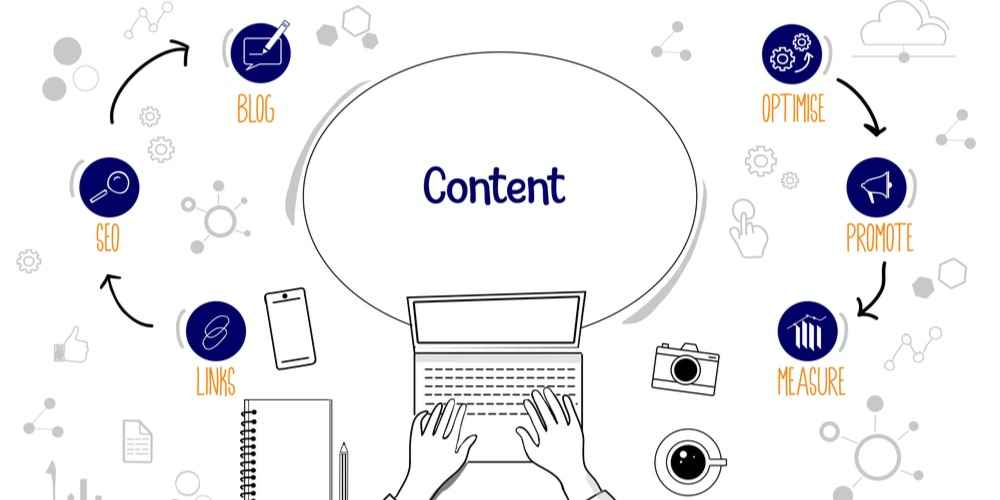 BLOG
OPTIMISE
Content
SEO
PROMOTE
LINKS
MEASURE